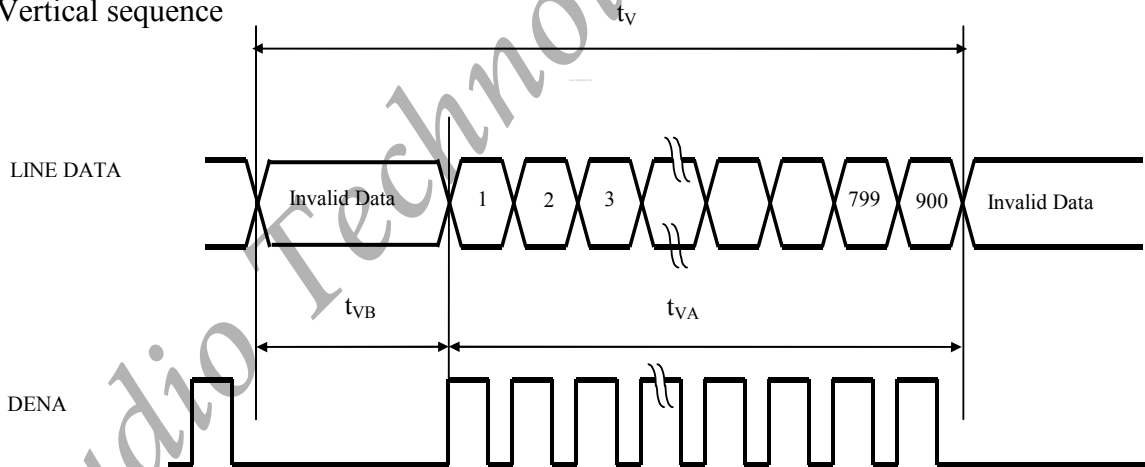 Vertical sequence
tV
LINE DATA
Invalid Data 1 2 3 799 900 Invalid Data
tVB tVA
DENA